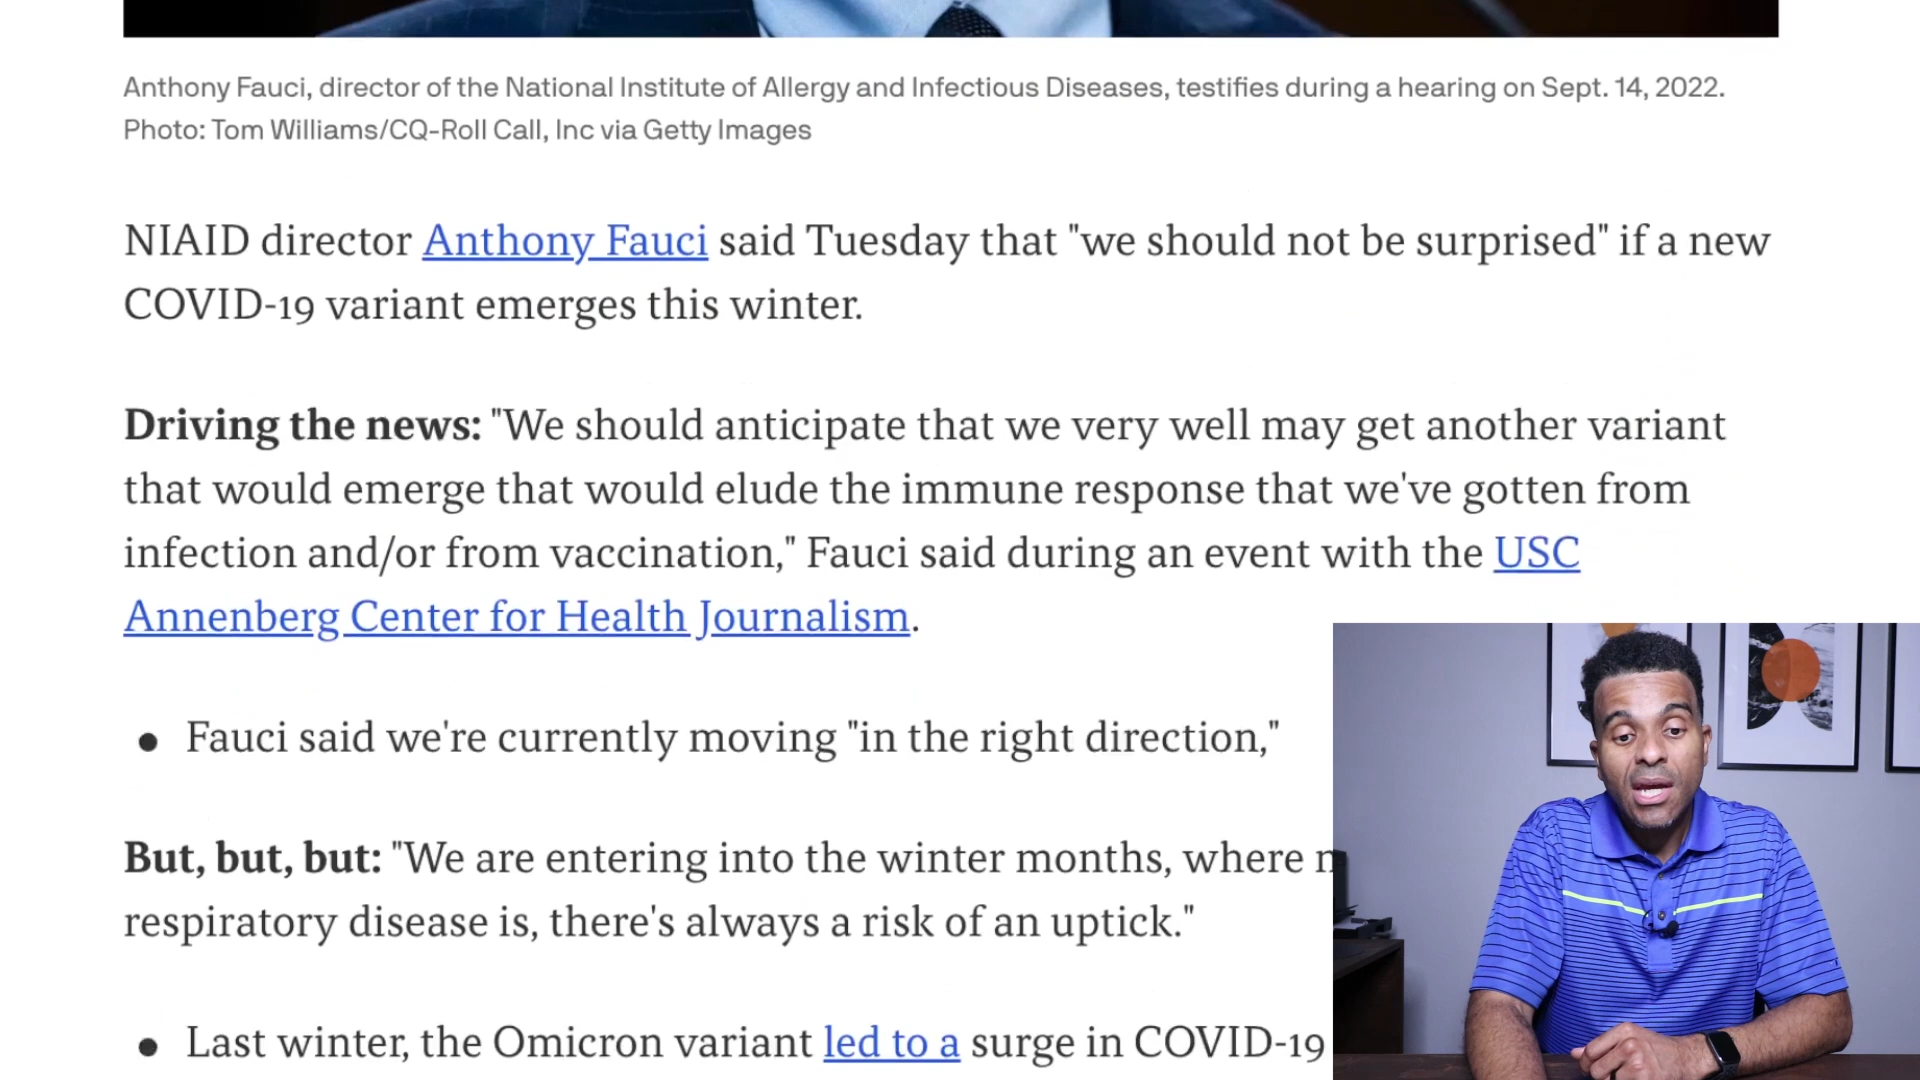 Anthony Fauci, director of the National Institute of Allergy and Infectious Diseases, testifies during a hearing on Sept. 14, 2022.
Photo: Tom Williams/CQ-Roll Call, Inc via Getty Images
NIAID director Anthony Fauci said Tuesday that "we should not be surprised" if a new
COVID-19 variant emerges this winter.
Driving the news: "We should anticipate that we very well may get another variant
that would emerge that would elude the immune response that we've gotten from
infection and/or from vaccination," Fauci said during an event with the USC
Annenberg Center for Health Journalism.
• Fauci said we're currently moving "in the right direction,"
But, but, but: "We are entering into the winter months, where
respiratory disease is, there's always a risk of an uptick."
• Last winter, the Omicron variant led to a surge in COVID-19